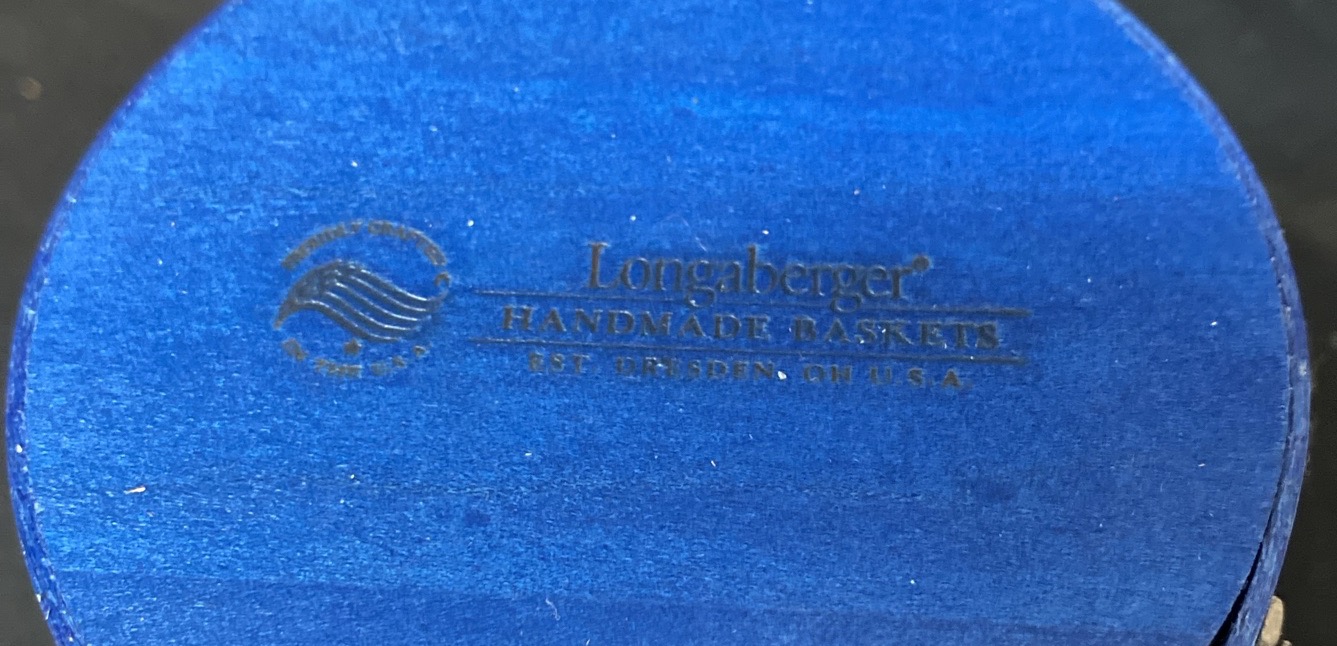 PROUDLY CRAFTED
IN THE U.S.A.
Longaberger®
HANDMADE BASKETS
EST. DRESDEN, OH U.S.A.